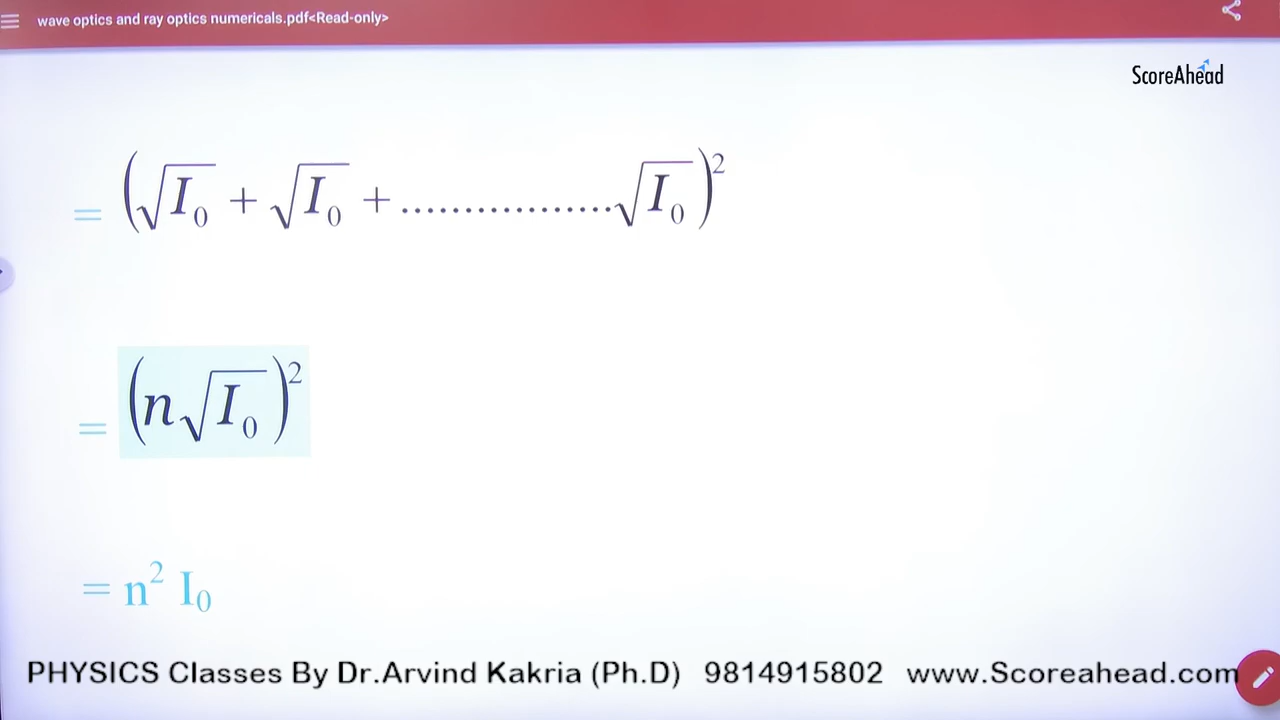 wave optics and ray optics numericals.pdf<Read-only>
ScoreAhead
= (√I₀ + √I₀ + .................√I₀)²
= (n√I₀)²
= n² I₀
PHYSICS Classes By Dr.Arvind Kakria (Ph.D) 9814915802 www.Scoreahead.com